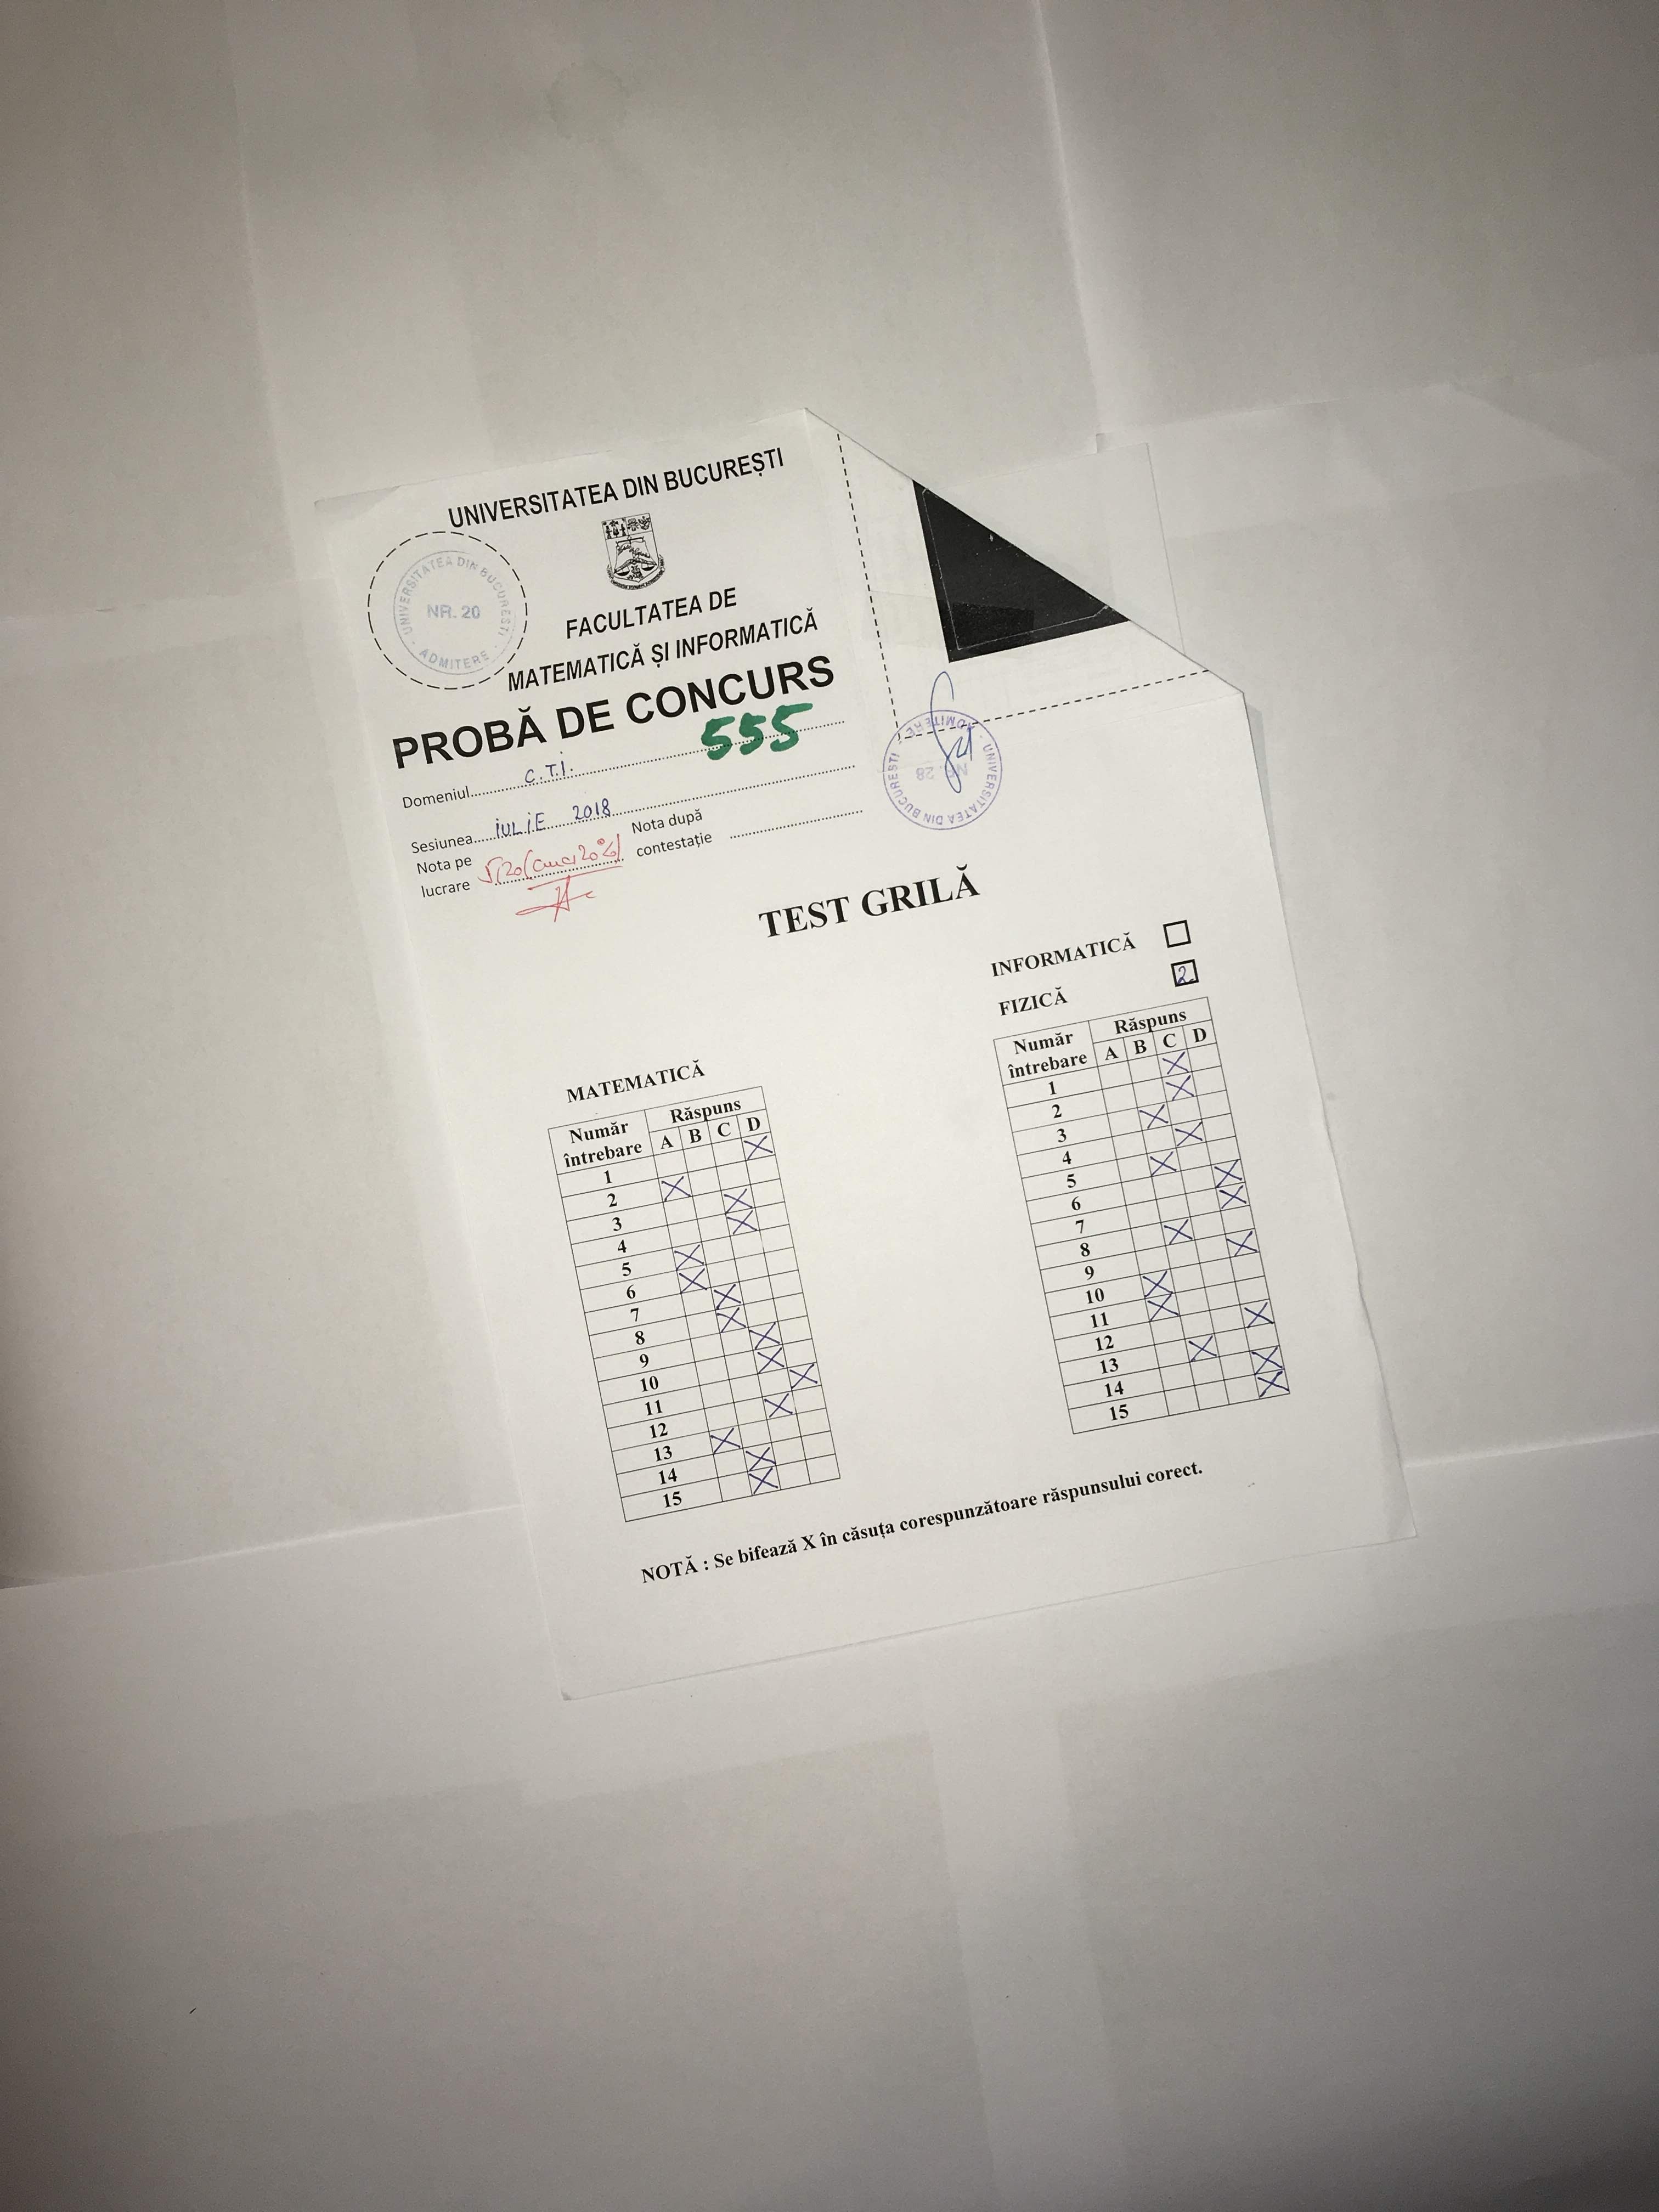 UNIVERSITATEA DIN BUCUREȘTI
UNIVERSITATEA DIN BUCUREȘTI
NR. 20
ADMITERE
FACULTATEA DE
MATEMATICĂ ȘI INFORMATICĂ
PROBĂ DE CONCURS
555
Domeniul C.T.I.
Sesiunea IULIE 2018
Nota pe lucrare 5,20 (cinci 20%)
Nota după contestație
UNIVERSITATEA DIN BUCUREȘTI
NR. 28
ADMITERE
TEST GRILĂ
INFORMATICĂ
FIZICĂ 2
Număr întrebare Răspuns
A B C D
1 X
2 X
3 X
4 X
5 X
6 X
7 X
8 X
9 X
10 X
11 X
12 X
13 X
14 X
15 X
MATEMATICĂ
Număr întrebare Răspuns
A B C D
1 X
2 X
3 X
4 X
5 X
6 X
7 X
8 X
9 X
10 X
11 X
12 X
13 X
14 X
15 X
NOTĂ : Se bifează X în căsuța corespunzătoare răspunsului corect.